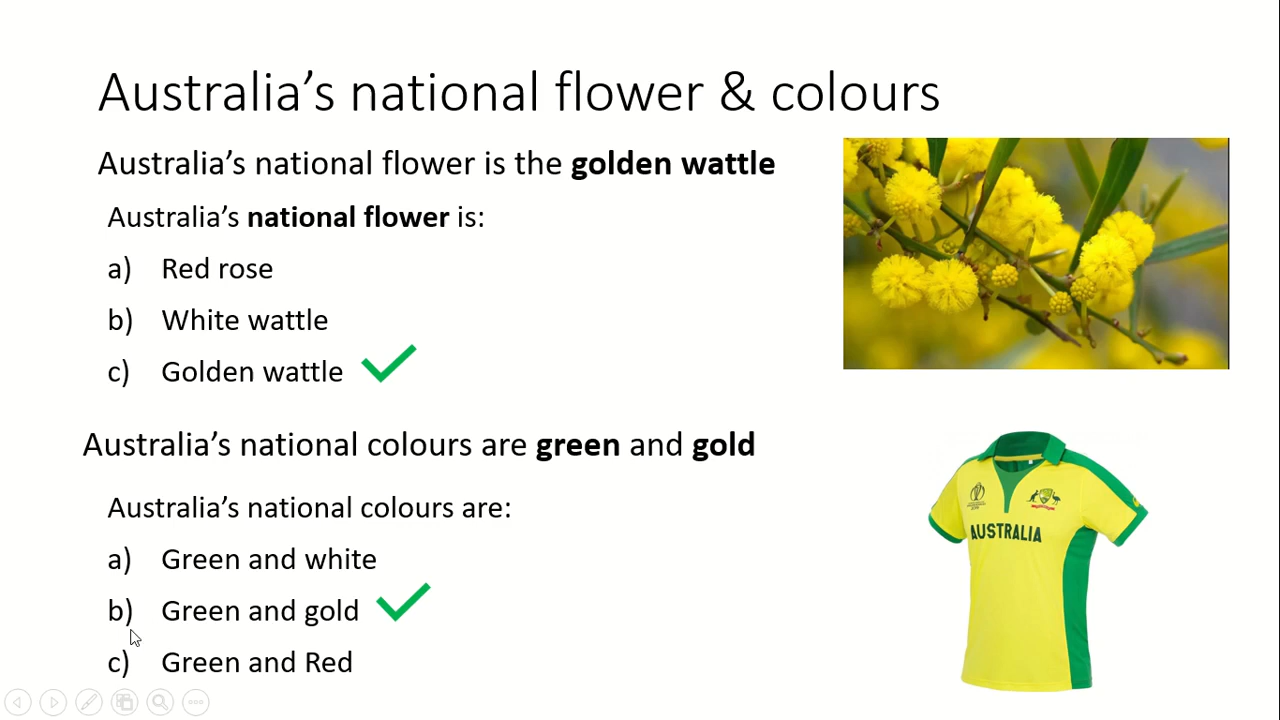 Australia's national flower & colours
Australia's national flower is the golden wattle
Australia's national flower is:
a) Red rose
b) White wattle
c) Golden wattle
Australia's national colours are green and gold
Australia's national colours are:
a) Green and white
b) Green and gold
c) Green and Red
AUSTRALIA